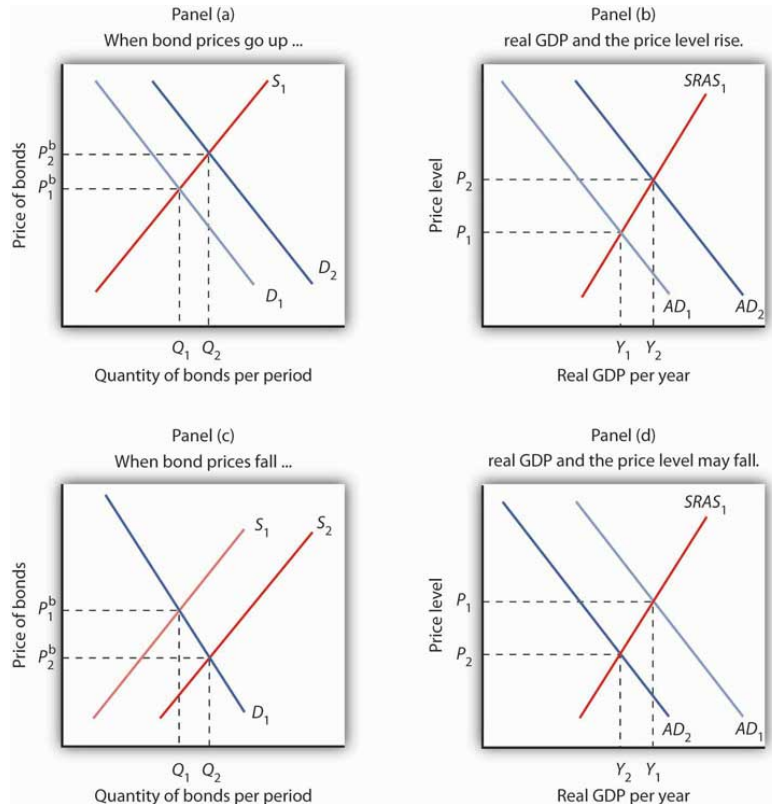 Panel (a)
When bond prices go up ...
Price of bonds
P₂ᵇ
P₁ᵇ
S₁
D₂
D₁
Q₁ Q₂
Quantity of bonds per period
Panel (b)
real GDP and the price level rise.
Price level
P₂
P₁
SRAS₁
AD₁ AD₂
Y₁ Y₂
Real GDP per year
Panel (c)
When bond prices fall ...
Price of bonds
P₁ᵇ
P₂ᵇ
S₁ S₂
D₁
Q₁ Q₂
Quantity of bonds per period
Panel (d)
real GDP and the price level may fall.
Price level
P₁
P₂
SRAS₁
AD₂ AD₁
Y₂ Y₁
Real GDP per year